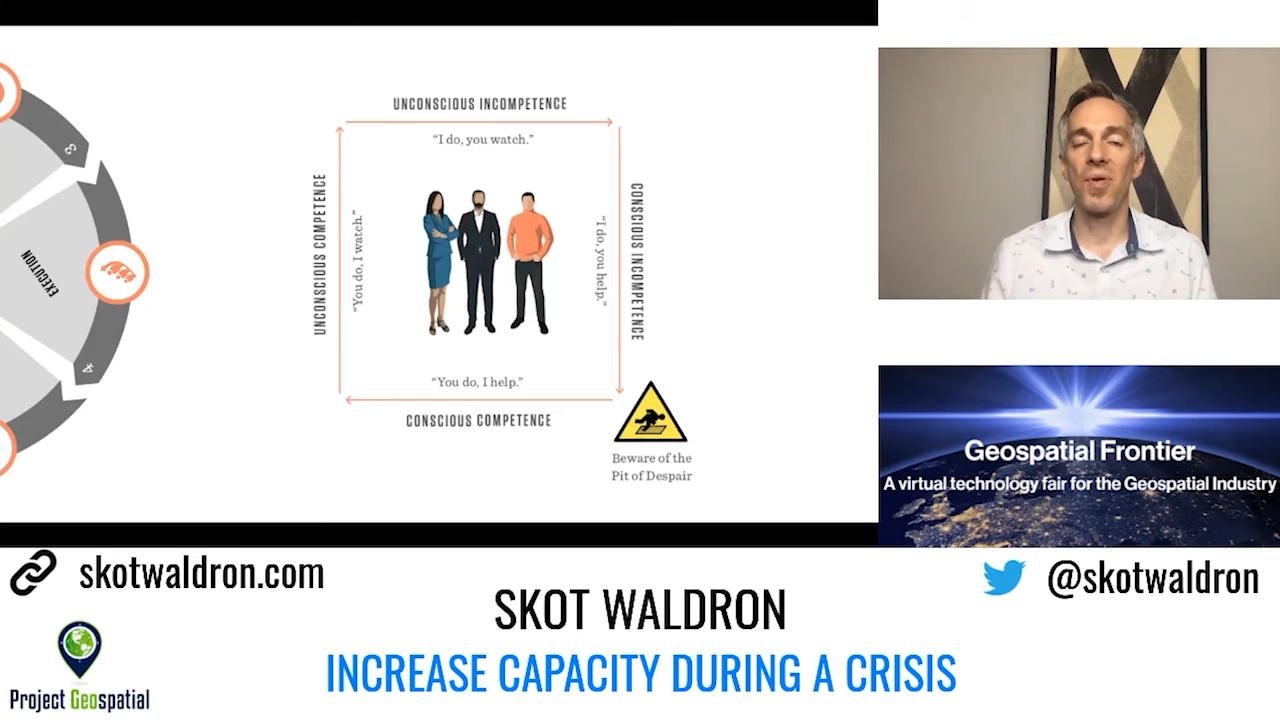 3
EXECUTION
4
UNCONSCIOUS INCOMPETENCE
"I do, you watch."
UNCONSCIOUS COMPETENCE
"You do, I watch."
"I do, you help."
CONSCIOUS INCOMPETENCE
"You do, I help."
CONSCIOUS COMPETENCE
Beware of the
Pit of Despair
Geospatial Frontier
A virtual technology fair for the Geospatial Industry
skotwaldron.com
@skotwaldron
SKOT WALDRON
INCREASE CAPACITY DURING A CRISIS
Project Geospatial